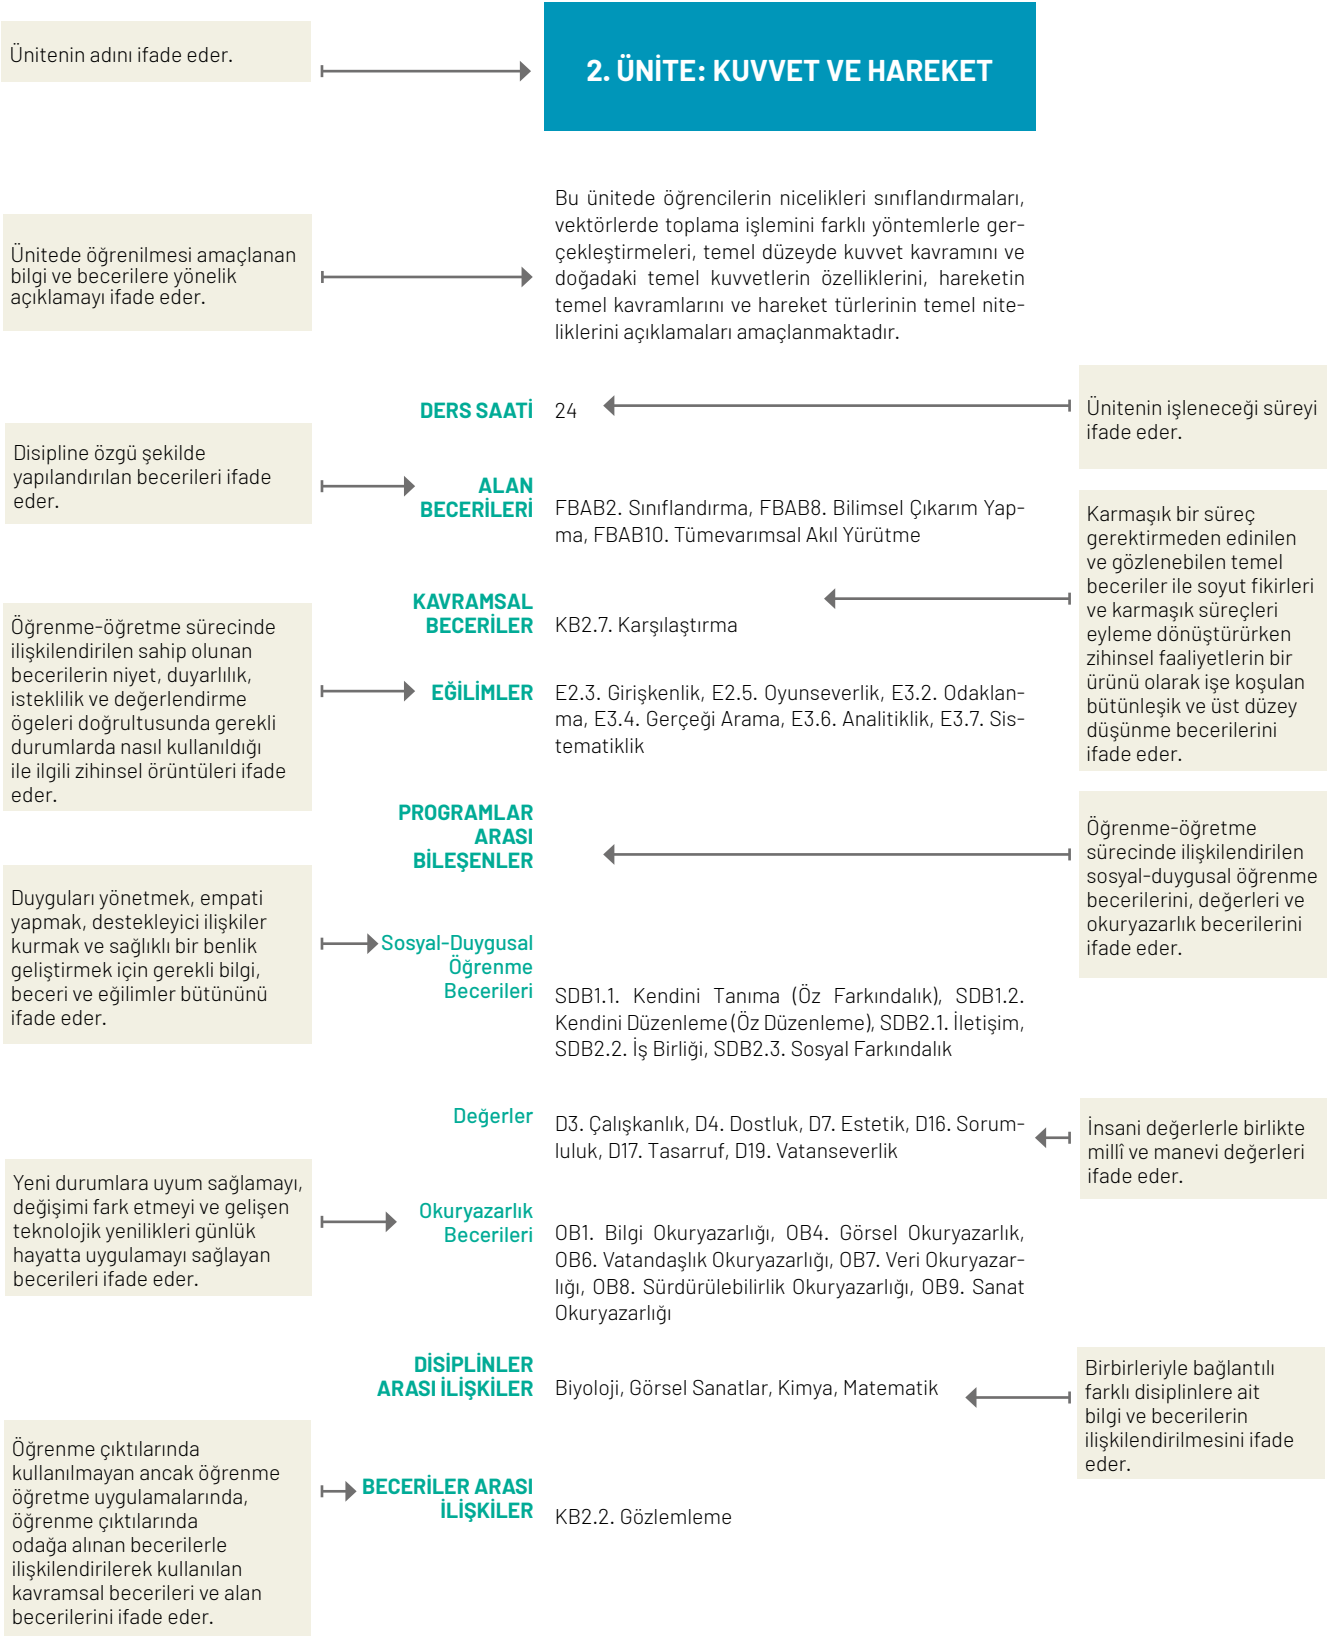 Ünitenin adını ifade eder.
2. ÜNİTE: KUVVET VE HAREKET
Ünitede öğrenilmesi amaçlanan
bilgi ve becerilere yönelik
açıklamayı ifade eder.
Bu ünitede öğrencilerin nicelikleri sınıflandırmaları,
vektörlerde toplama işlemini farklı yöntemlerle ger-
çekleştirmeleri, temel düzeyde kuvvet kavramını ve
doğadaki temel kuvvetlerin özelliklerini, hareketin
temel kavramlarını ve hareket türlerinin temel nite-
liklerini açıklamaları amaçlanmaktadır.
DERS SAATİ
24
Ünitenin işleneceği süreyi
ifade eder.
Disipline özgü şekilde
yapılandırılan becerileri ifade
eder.
ALAN
BECERİLERİ
FBAB2. Sınıflandırma, FBAB8. Bilimsel Çıkarım Yap-
ma, FBAB10. Tümevarımsal Akıl Yürütme
Karmaşık bir süreç
gerektirmeden edinilen
ve gözlenebilen temel
beceriler ile soyut fikirleri
ve karmaşık süreçleri
eyleme dönüştürürken
zihinsel faaliyetlerin bir
ürünü olarak işe koşulan
bütünleşik ve üst düzey
düşünme becerilerini
ifade eder.
KAVRAMSAL
BECERİLER
KB2.7. Karşılaştırma
Öğrenme-öğretme sürecinde
ilişkilendirilen sahip olunan
becerilerin niyet, duyarlılık,
isteklilik ve değerlendirme
ögeleri doğrultusunda gerekli
durumlarda nasıl kullanıldığı
ile ilgili zihinsel örüntüleri ifade
eder.
EĞİLİMLER
E2.3. Girişkenlik, E2.5. Oyunseverlik, E3.2. Odaklan-
ma, E3.4. Gerçeği Arama, E3.6. Analitiklik, E3.7. Sis-
tematiklik
PROGRAMLAR
ARASI
BİLEŞENLER
Öğrenme-öğretme
sürecinde ilişkilendirilen
sosyal-duygusal öğrenme
becerilerini, değerleri ve
okuryazarlık becerilerini
ifade eder.
Duyguları yönetmek, empati
yapmak, destekleyici ilişkiler
kurmak ve sağlıklı bir benlik
geliştirmek için gerekli bilgi,
beceri ve eğilimler bütününü
ifade eder.
Sosyal-Duygusal
Öğrenme
Becerileri
SDB1.1. Kendini Tanıma (Öz Farkındalık), SDB1.2.
Kendini Düzenleme (Öz Düzenleme), SDB2.1. İletişim,
SDB2.2. İş Birliği, SDB2.3. Sosyal Farkındalık
Değerler
D3. Çalışkanlık, D4. Dostluk, D7. Estetik, D16. Sorum-
luluk, D17. Tasarruf, D19. Vatanseverlik
İnsani değerlerle birlikte
millî ve manevi değerleri
ifade eder.
Yeni durumlara uyum sağlamayı,
değişimi fark etmeyi ve gelişen
teknolojik yenilikleri günlük
hayatta uygulamayı sağlayan
becerileri ifade eder.
Okuryazarlık
Becerileri
OB1. Bilgi Okuryazarlığı, OB4. Görsel Okuryazarlık,
OB6. Vatandaşlık Okuryazarlığı, OB7. Veri Okuryazar-
lığı, OB8. Sürdürülebilirlik Okuryazarlığı, OB9. Sanat
Okuryazarlığı
DİSİPLİNLER
ARASI İLİŞKİLER
Biyoloji, Görsel Sanatlar, Kimya, Matematik
Birbirleriyle bağlantılı
farklı disiplinlere ait
bilgi ve becerilerin
ilişkilendirilmesini ifade
eder.
Öğrenme çıktılarında
kullanılmayan ancak öğrenme
öğretme uygulamalarında,
öğrenme çıktılarında
odağa alınan becerilerle
ilişkilendirilerek kullanılan
kavramsal becerileri ve alan
becerilerini ifade eder.
BECERİLER ARASI
İLİŞKİLER
KB2.2. Gözlemleme